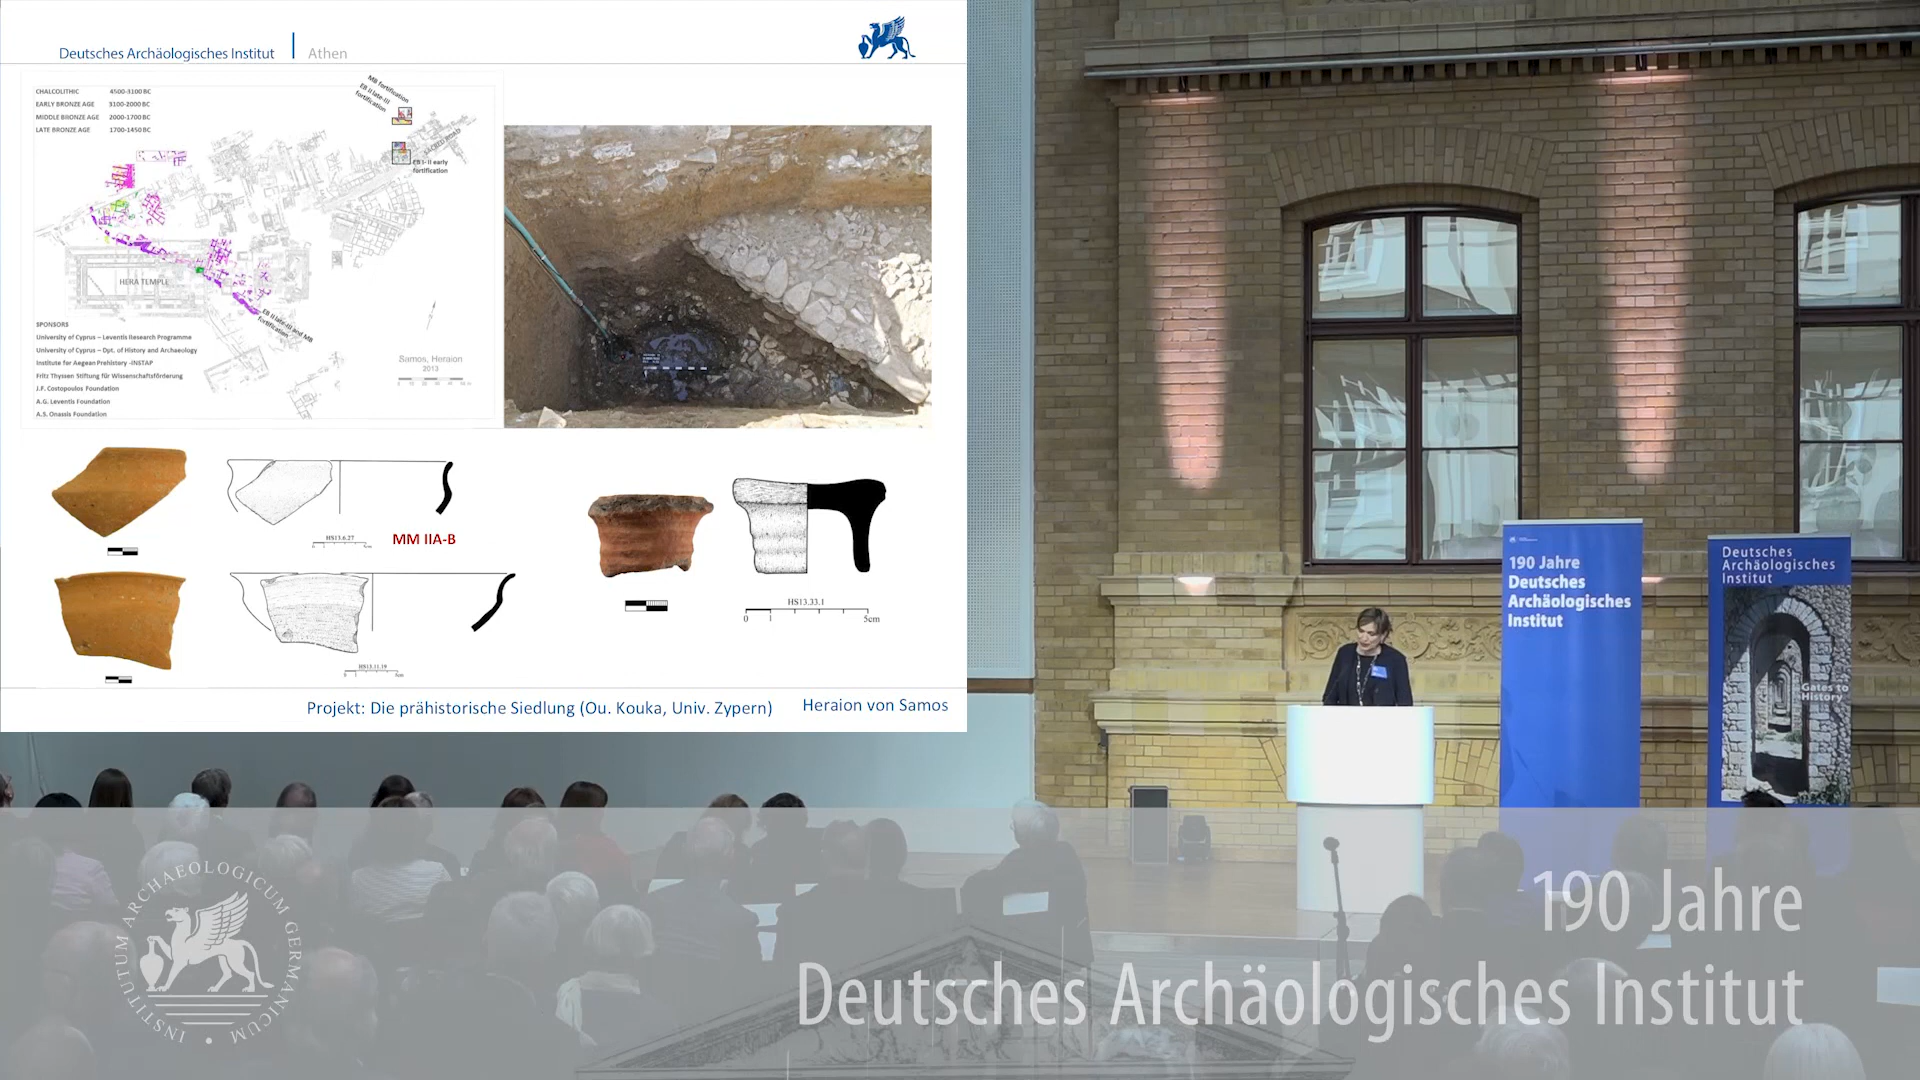 Deutsches Archäologisches Institut | Athen
CHALCOLITHIC 4500-3100 BC
EARLY BRONZE AGE 3100-2000 BC
MIDDLE BRONZE AGE 2000-1700 BC
LATE BRONZE AGE 1700-1450 BC
MB fortification
EB II late-III
fortification
SACRED ROAD
EB I- II early
fortification
HERA TEMPLE
EB II late-III and MB
fortification
SPONSORS
University of Cyprus – Leventis Research Programme
University of Cyprus – Dpt. of History and Archaeology
Institute for Aegean Prehistory -INSTAP
Fritz Thyssen Stiftung für Wissenschaftsförderung
J.F. Costopoulos Foundation
A.G. Leventis Foundation
A.S. Onassis Foundation
Samos, Heraion
2013
HS13.6.27
MM IIA-B
HS13.11.19
HS13.33.1
0 1 5cm
Projekt: Die prähistorische Siedlung (Ou. Kouka, Univ. Zypern)
Heraion von Samos
190 Jahre
Deutsches
Archäologisches
Institut
Deutsches
Archäologisches
Institut
Gates to
History
INSTITUTUM ARCHAEOLOGICUM GERMANICUM
190 Jahre
Deutsches Archäologisches Institut